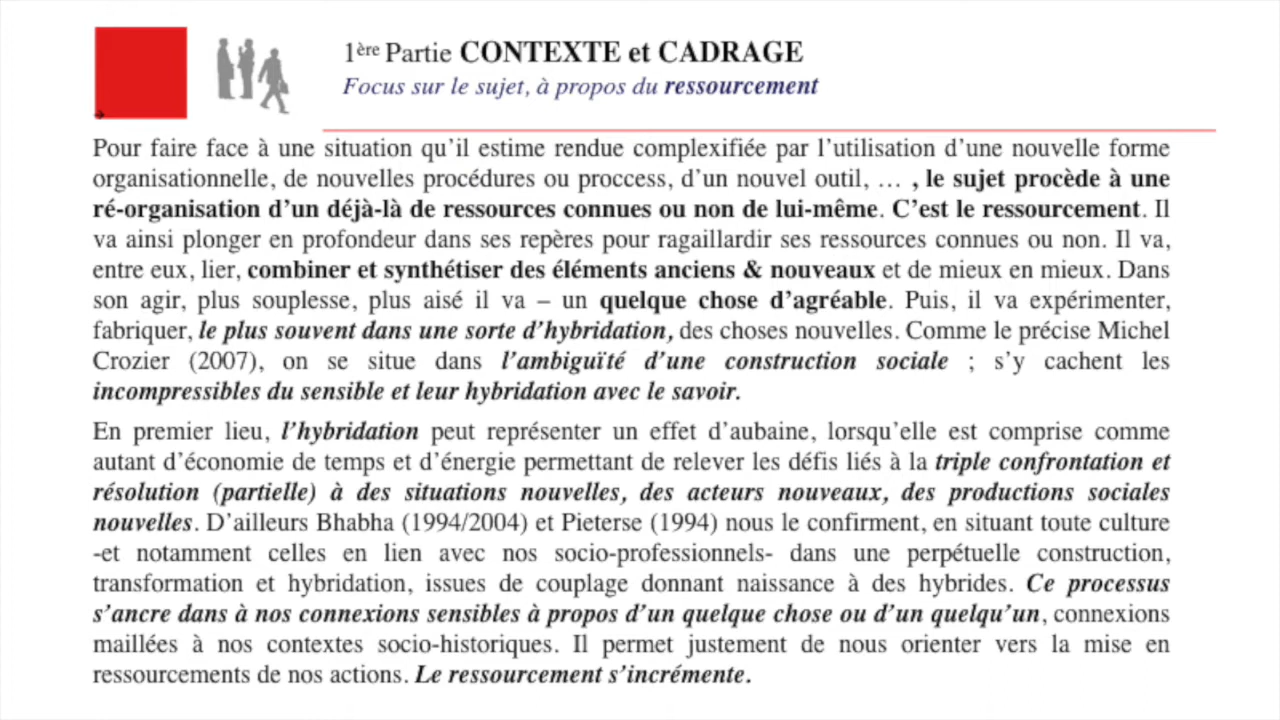 1ère Partie CONTEXTE et CADRAGE
Focus sur le sujet, à propos du ressourcement
Pour faire face à une situation qu’il estime rendue complexifiée par l’utilisation d’une nouvelle forme
organisationnelle, de nouvelles procédures ou proccess, d’un nouvel outil, … , le sujet procède à une
ré-organisation d’un déjà-là de ressources connues ou non de lui-même. C’est le ressourcement. Il
va ainsi plonger en profondeur dans ses repères pour ragaillardir ses ressources connues ou non. Il va,
entre eux, lier, combiner et synthétiser des éléments anciens & nouveaux et de mieux en mieux. Dans
son agir, plus souplesse, plus aisé il va – un quelque chose d’agréable. Puis, il va expérimenter,
fabriquer, le plus souvent dans une sorte d’hybridation, des choses nouvelles. Comme le précise Michel
Crozier (2007), on se situe dans l’ambiguïté d’une construction sociale ; s’y cachent les
incompressibles du sensible et leur hybridation avec le savoir.
En premier lieu, l’hybridation peut représenter un effet d’aubaine, lorsqu’elle est comprise comme
autant d’économie de temps et d’énergie permettant de relever les défis liés à la triple confrontation et
résolution (partielle) à des situations nouvelles, des acteurs nouveaux, des productions sociales
nouvelles. D’ailleurs Bhabha (1994/2004) et Pieterse (1994) nous le confirment, en situant toute culture
-et notamment celles en lien avec nos socio-professionnels- dans une perpétuelle construction,
transformation et hybridation, issues de couplage donnant naissance à des hybrides. Ce processus
s’ancre dans à nos connexions sensibles à propos d’un quelque chose ou d’un quelqu’un, connexions
maillées à nos contextes socio-historiques. Il permet justement de nous orienter vers la mise en
ressourcements de nos actions. Le ressourcement s’incrémente.